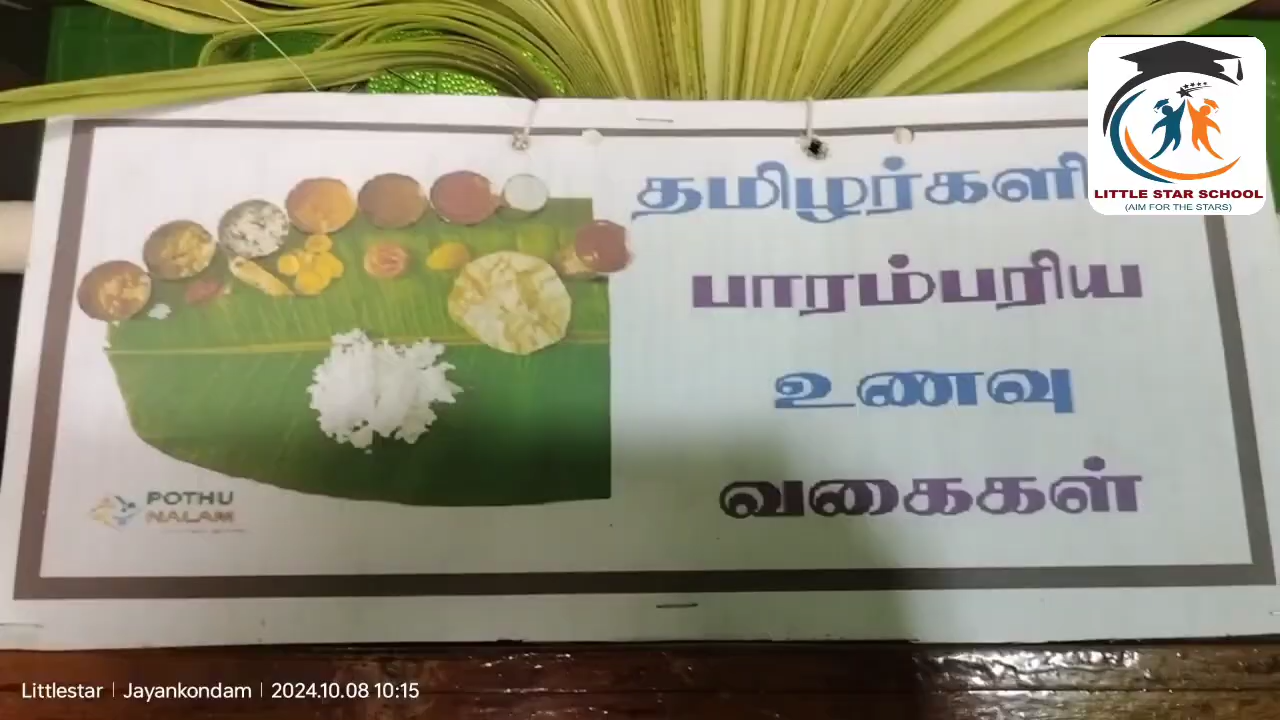 தமிழர்களி
பாரம்பரிய
உணவு
வகைகள்
POTHU
NALAM
LITTLE STAR SCHOOL
(AIM FOR THE STARS)
Littlestar | Jayankondam | 2024.10.08 10:15